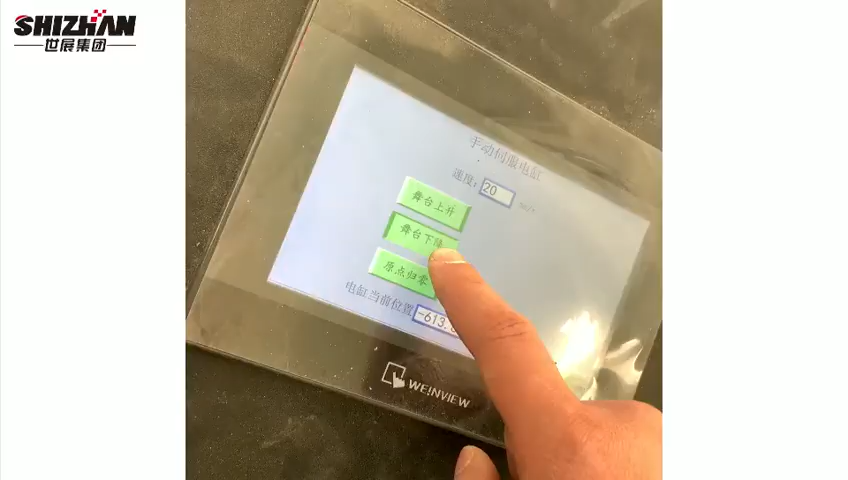 SHIZHAN
世展集团
手动伺服电缸
速度: 20
舞台上升
舞台下降
原点归零
电缸当前位置 -613.
WEINVIEW